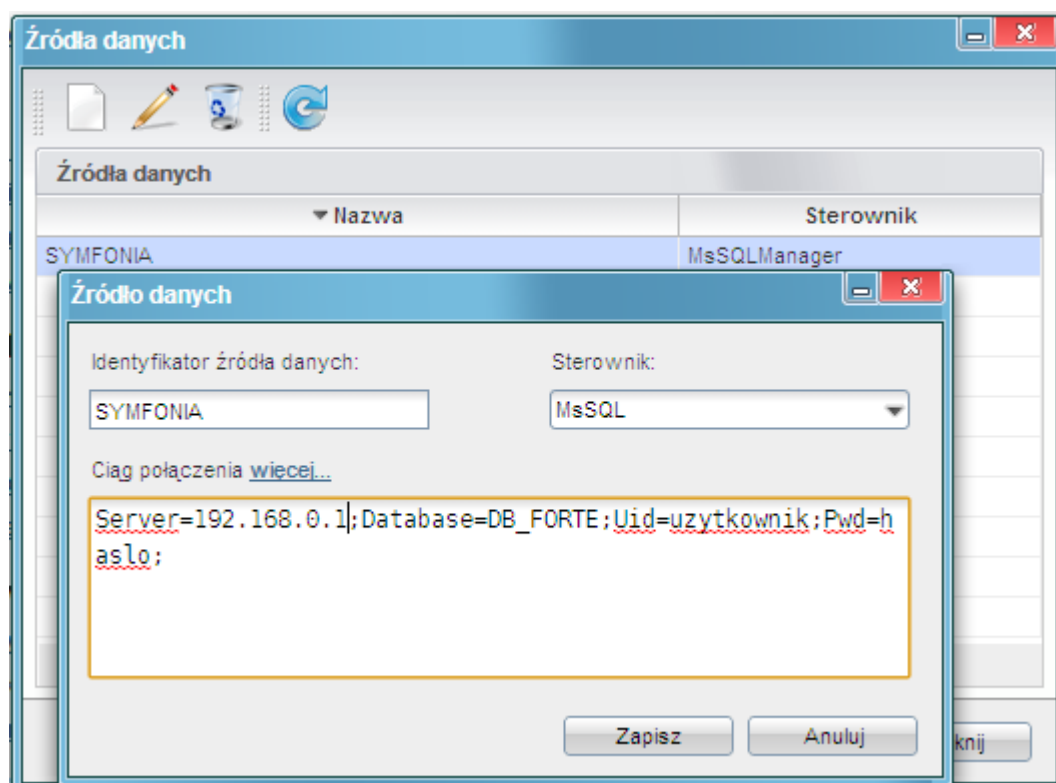 Źródła danych
Źródła danych
Nazwa Sterownik
SYMFONIA MsSQLManager
Źródło danych
Identyfikator źródła danych: Sterownik:
SYMFONIA MsSQL
Ciąg połączenia więcej...
Server=192.168.0.1;Database=DB_FORTE;Uid=uzytkownik;Pwd=h
aslo;
Zapisz Anuluj
knij